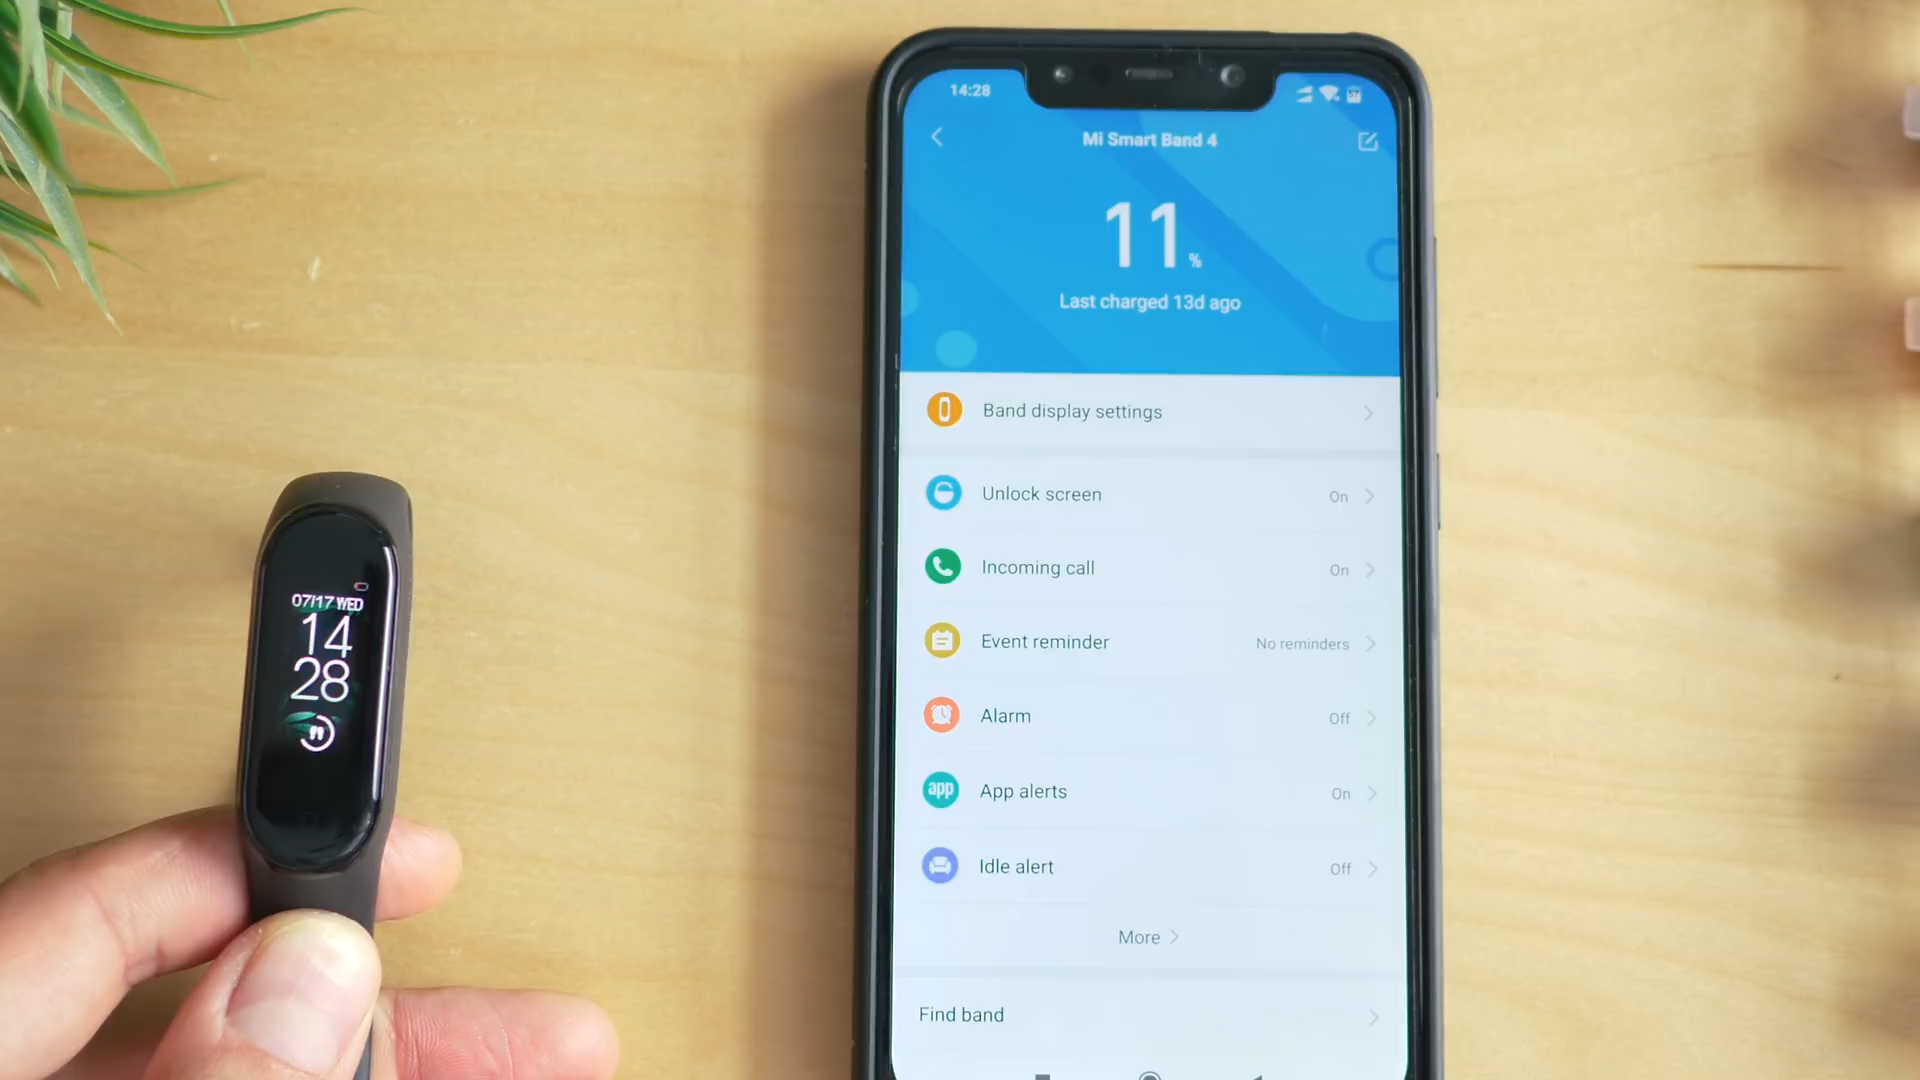 07/17 WED
14
28
14:28
57
Mi Smart Band 4
11%
Last charged 13d ago
Band display settings
Unlock screen On
Incoming call On
Event reminder No reminders
Alarm Off
app App alerts On
Idle alert Off
More
Find band